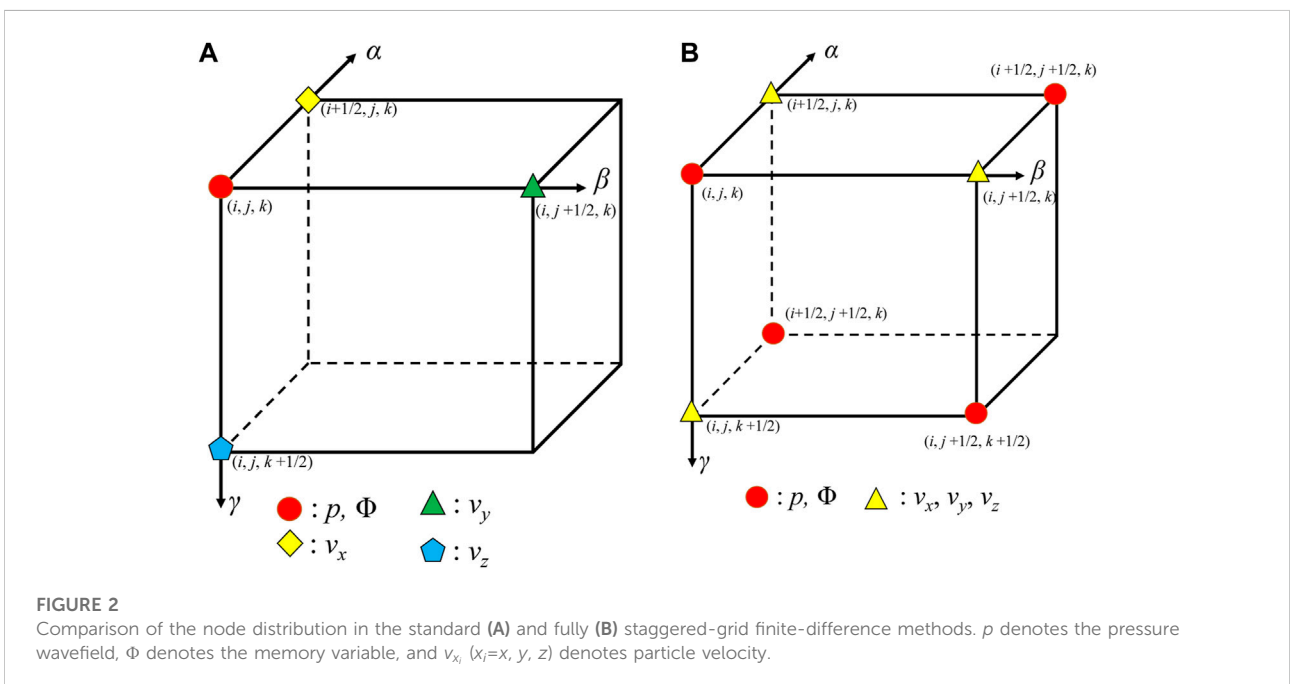 A
α
(i+1/2, j, k)
β
(i, j, k)
(i, j +1/2, k)
(i, j, k +1/2)
γ
: p, Φ
: v_y
: v_x
: v_z
B
α
(i +1/2, j +1/2, k)
(i+1/2, j, k)
β
(i, j, k)
(i, j +1/2, k)
(i+1/2, j +1/2, k)
(i, j, k +1/2)
(i, j +1/2, k +1/2)
γ
: p, Φ
: v_x, v_y, v_z
FIGURE 2
Comparison of the node distribution in the standard (A) and fully (B) staggered-grid finite-difference methods. p denotes the pressure
wavefield, Φ denotes the memory variable, and v_{x_i} (x_i=x, y, z) denotes particle velocity.